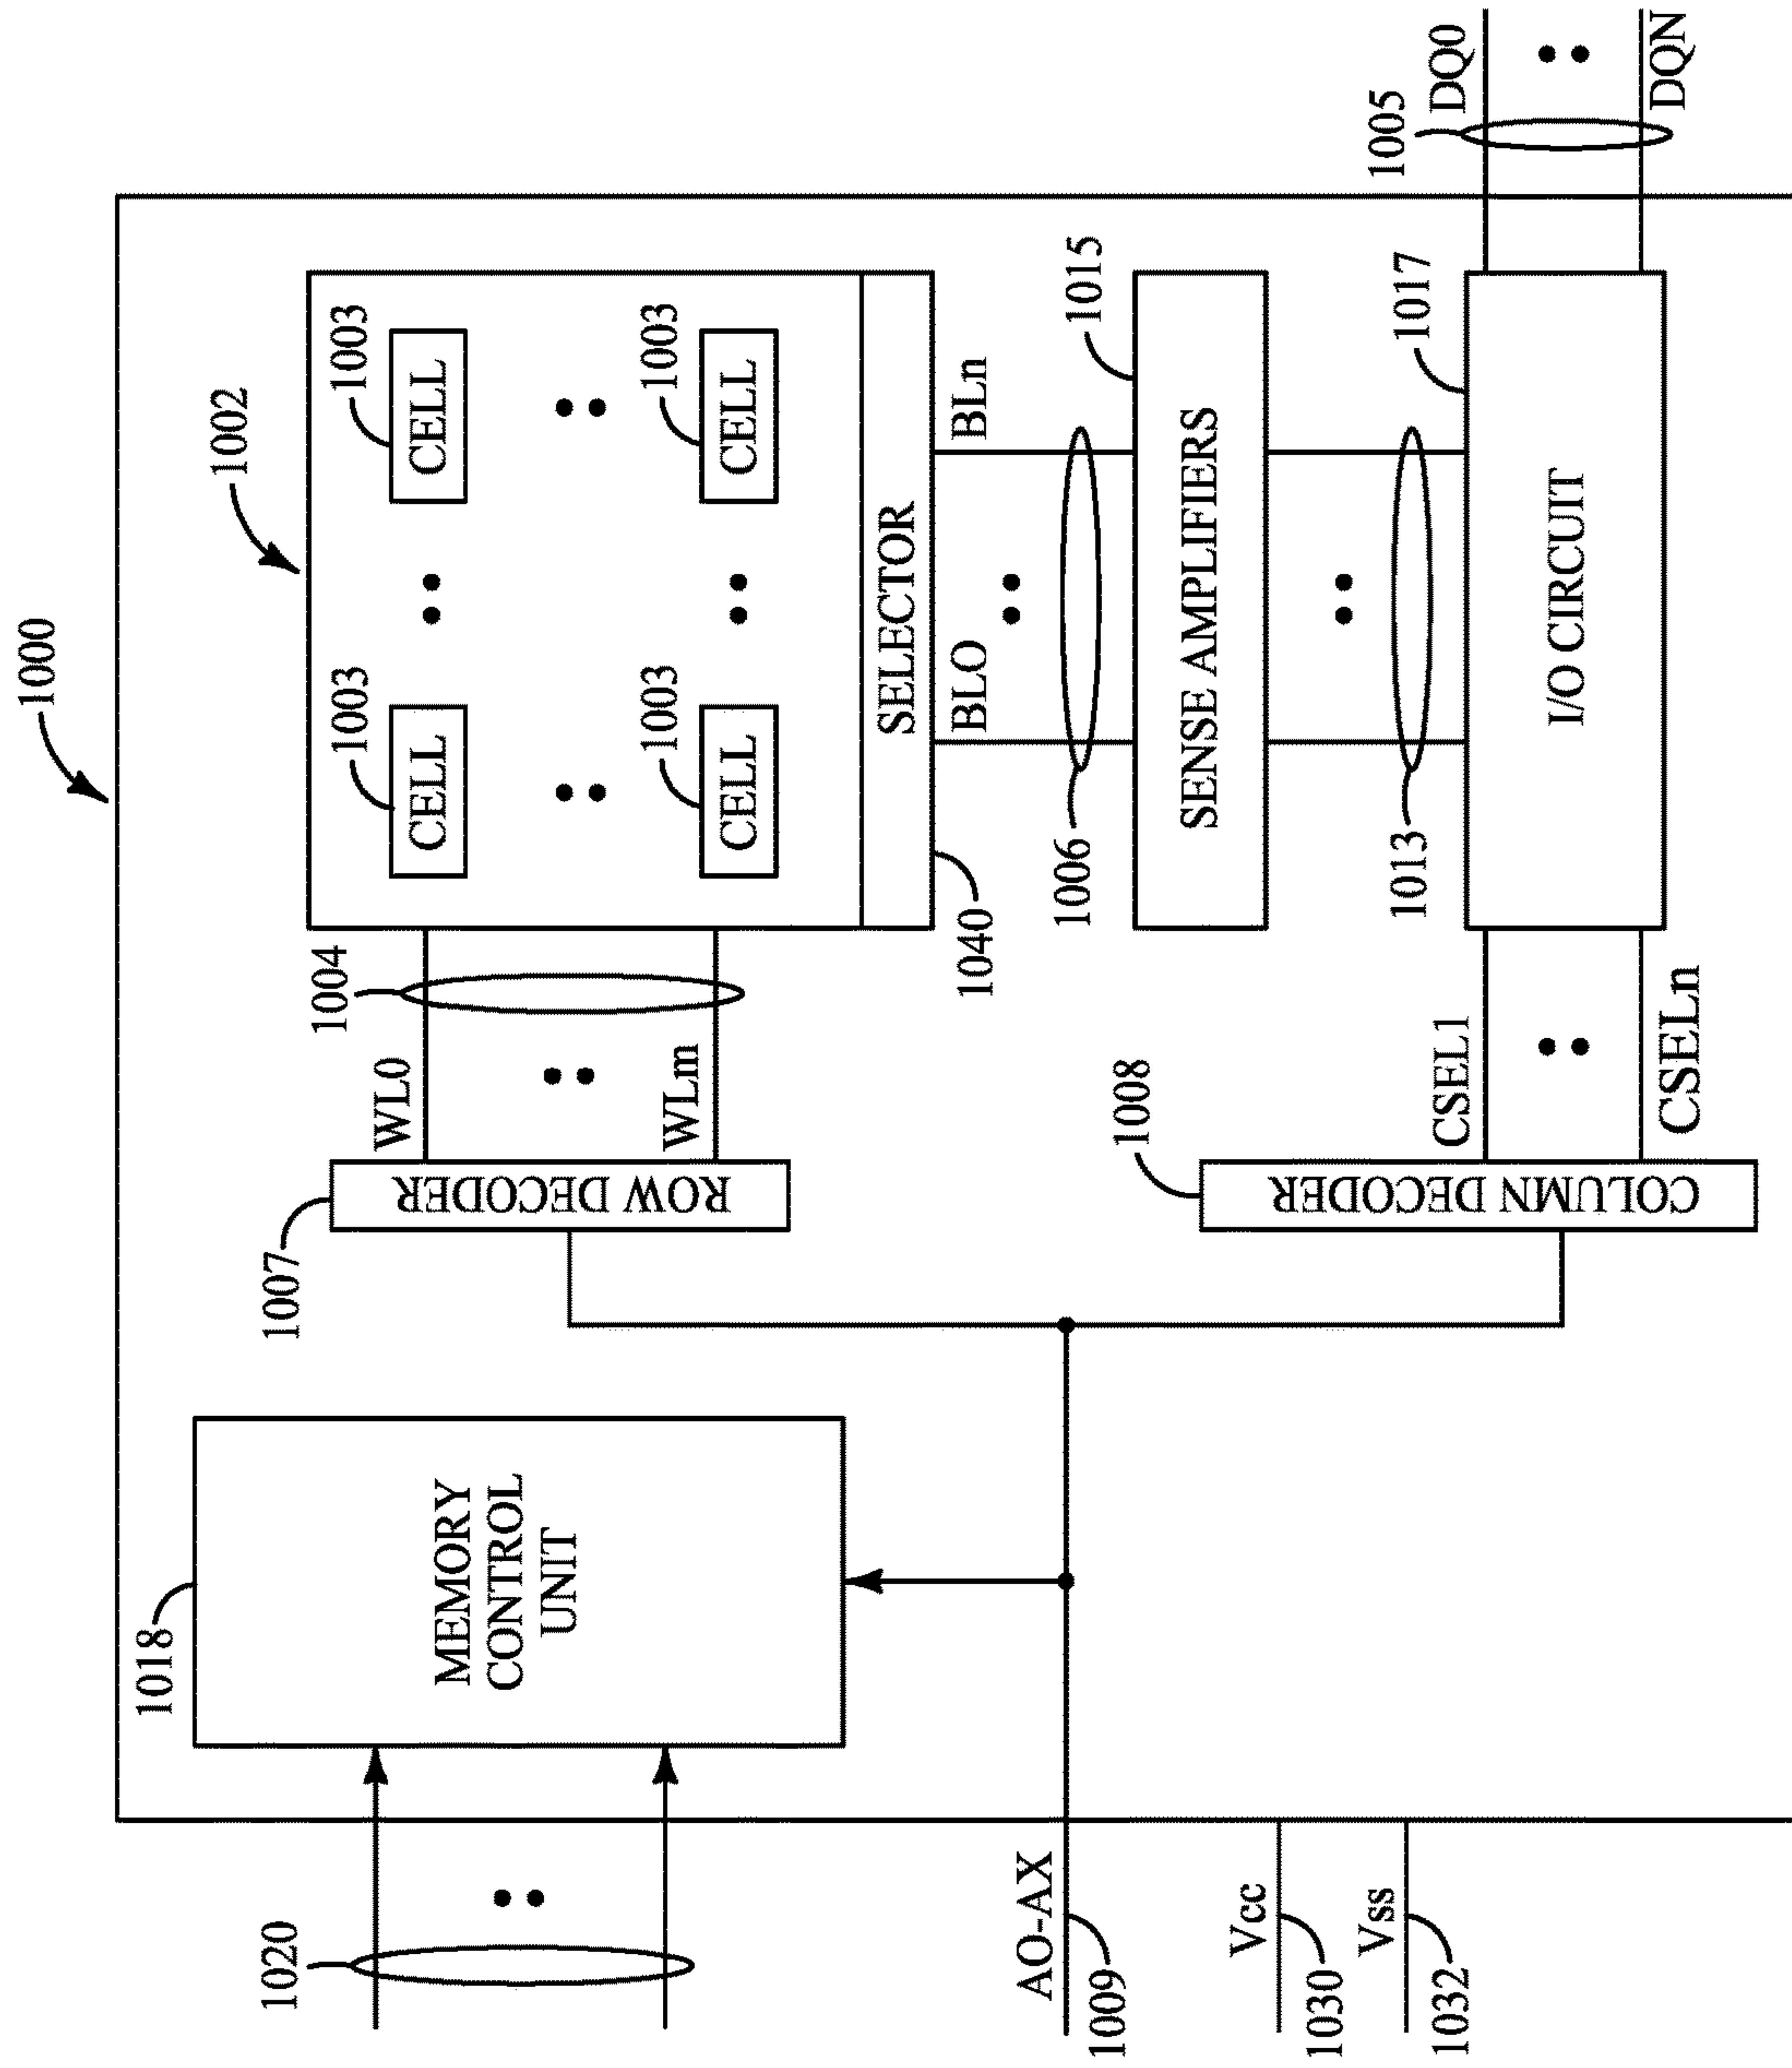 1000
1002
1003
CELL
1003
CELL
1003
CELL
1003
CELL
SELECTOR
1040
1004
WL0
WLm
ROW DECODER
1007
MEMORY
CONTROL
UNIT
1018
1020
BLO
BLn
1006
SENSE AMPLIFIERS
1015
1013
I/O CIRCUIT
1017
1005
DQ0
DQN
CSEL1
CSELn
1008
COLUMN DECODER
AO-AX
1009
Vcc
1030
Vss
1032